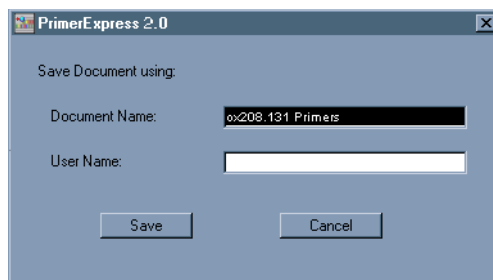 PrimerExpress 2.0
Save Document using:
Document Name: ox208.131 Primers
User Name:
Save Cancel